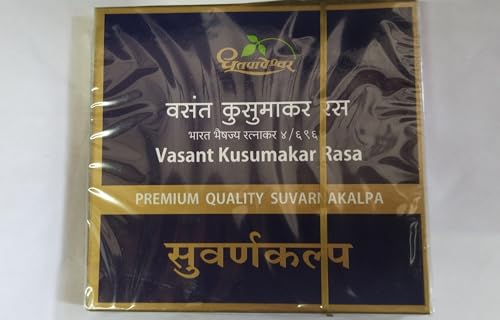 धूतपापेश्वर
वसंत कुसुमाकर रस
भारत भैषज्य रत्नाकर ४/६९६
Vasant Kusumakar Rasa
PREMIUM QUALITY SUVARNAKALPA
सुवर्णकल्प